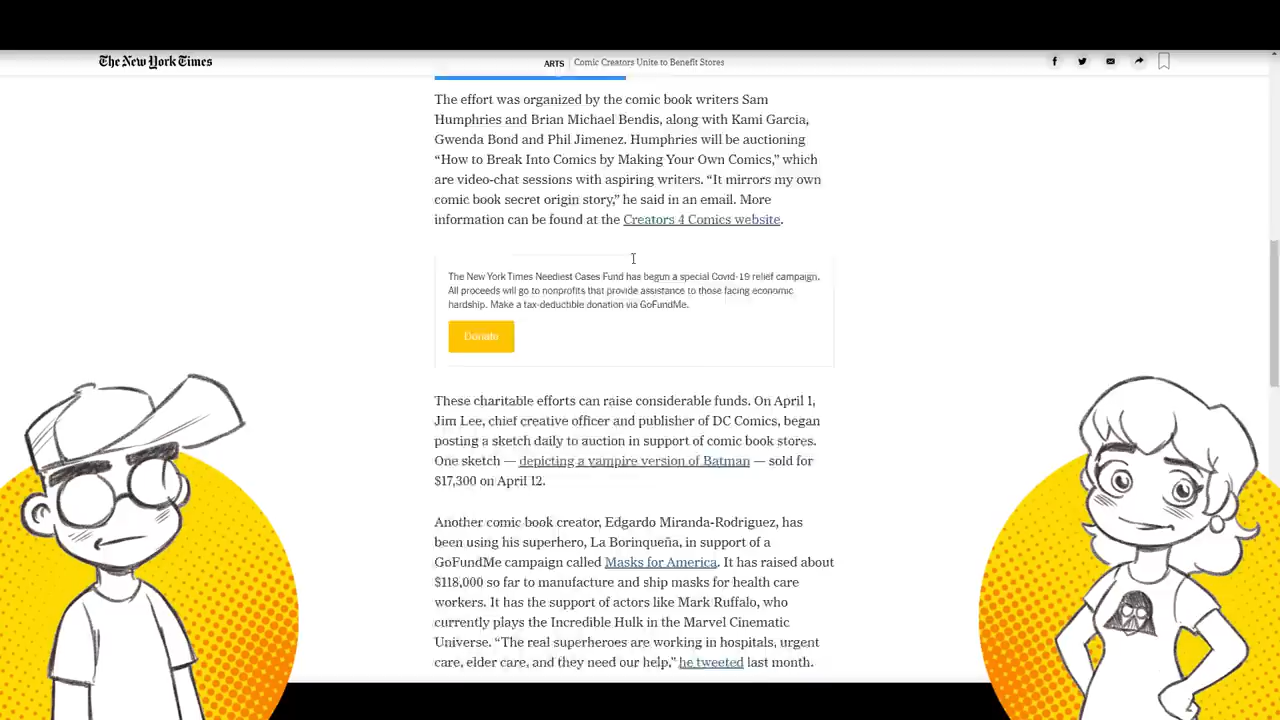 The New York Times
ARTS | Comic Creators Unite to Benefit Stores
The effort was organized by the comic book writers Sam
Humphries and Brian Michael Bendis, along with Kami Garcia,
Gwenda Bond and Phil Jimenez. Humphries will be auctioning
“How to Break Into Comics by Making Your Own Comics,” which
are video-chat sessions with aspiring writers. “It mirrors my own
comic book secret origin story,” he said in an email. More
information can be found at the Creators 4 Comics website.
The New York Times Neediest Cases Fund has begun a special Covid-19 relief campaign.
All proceeds will go to nonprofits that provide assistance to those facing economic
hardship. Make a tax-deductible donation via GoFundMe.
Donate
These charitable efforts can raise considerable funds. On April 1,
Jim Lee, chief creative officer and publisher of DC Comics, began
posting a sketch daily to auction in support of comic book stores.
One sketch — depicting a vampire version of Batman — sold for
$17,300 on April 12.
Another comic book creator, Edgardo Miranda-Rodriguez, has
been using his superhero, La Borinqueña, in support of a
GoFundMe campaign called Masks for America. It has raised about
$118,000 so far to manufacture and ship masks for health care
workers. It has the support of actors like Mark Ruffalo, who
currently plays the Incredible Hulk in the Marvel Cinematic
Universe. “The real superheroes are working in hospitals, urgent
care, elder care, and they need our help,” he tweeted last month.